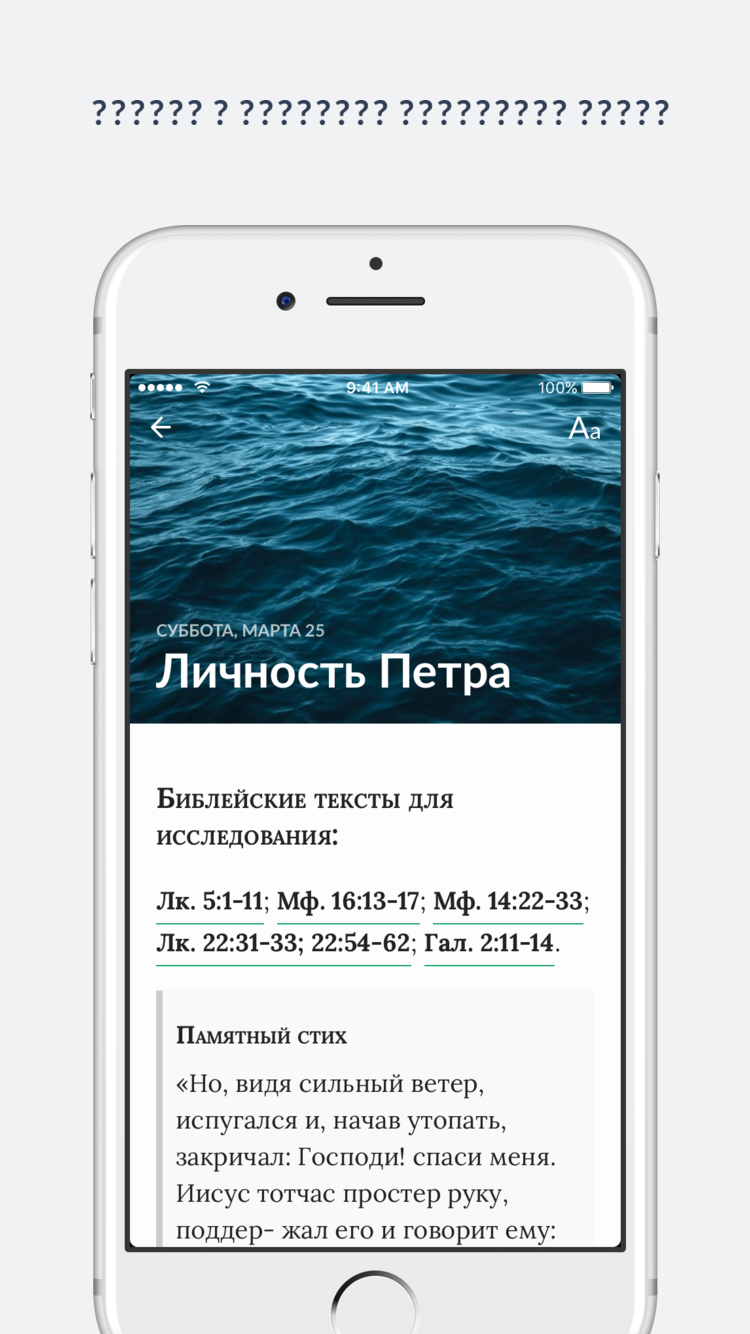 ?????? ? ???????? ????????? ?????
9:41 AM
100%
Aa
СУББОТА, МАРТА 25
Личность Петра
Библейские тексты для
исследования:
Лк. 5:1-11; Мф. 16:13-17; Мф. 14:22-33;
Лк. 22:31-33; 22:54-62; Гал. 2:11-14.
Памятный стих
«Но, видя сильный ветер,
испугался и, начав утопать,
закричал: Господи! спаси меня.
Иисус тотчас простер руку,
поддер- жал его и говорит ему: